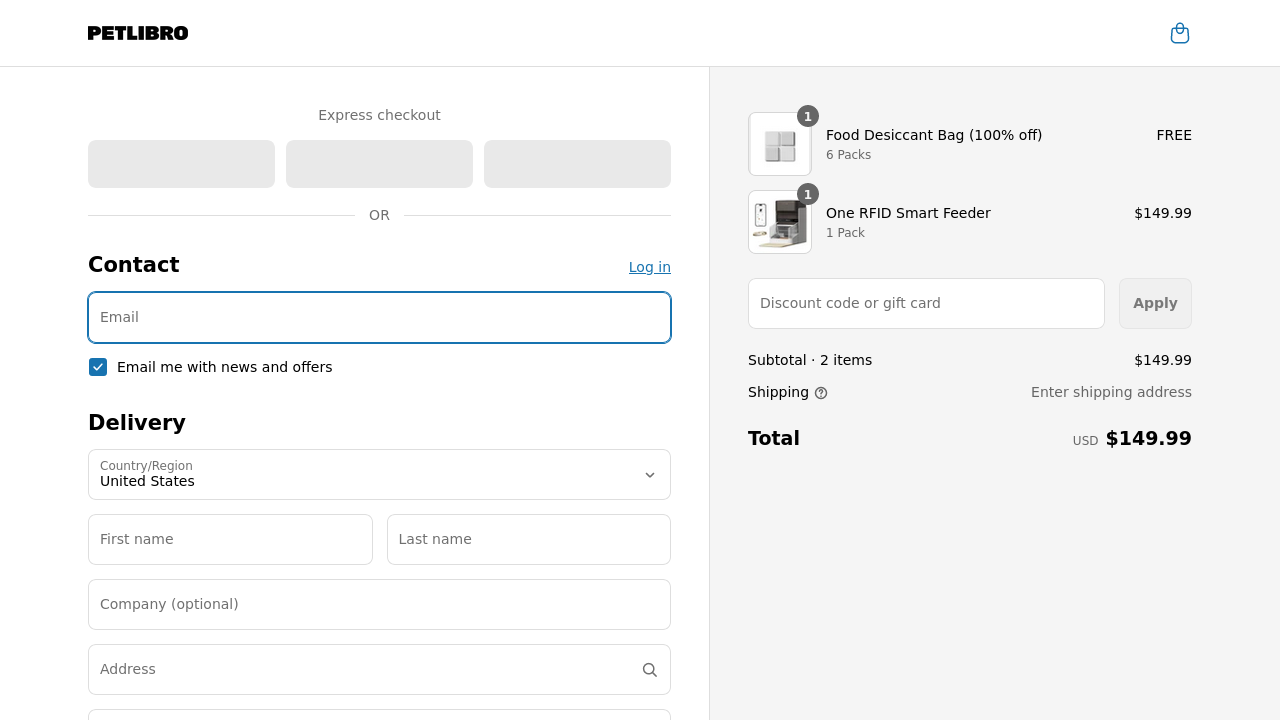 PETLIBRO
Express checkout
OR
Contact
Log in
Email
Email me with news and offers
Delivery
Country/Region
United States
First name
Last name
Company (optional)
Address
1
Food Desiccant Bag (100% off)
FREE
6 Packs
1
One RFID Smart Feeder
$149.99
1 Pack
Discount code or gift card
Apply
Subtotal · 2 items
$149.99
Shipping
Enter shipping address
Total
USD $149.99